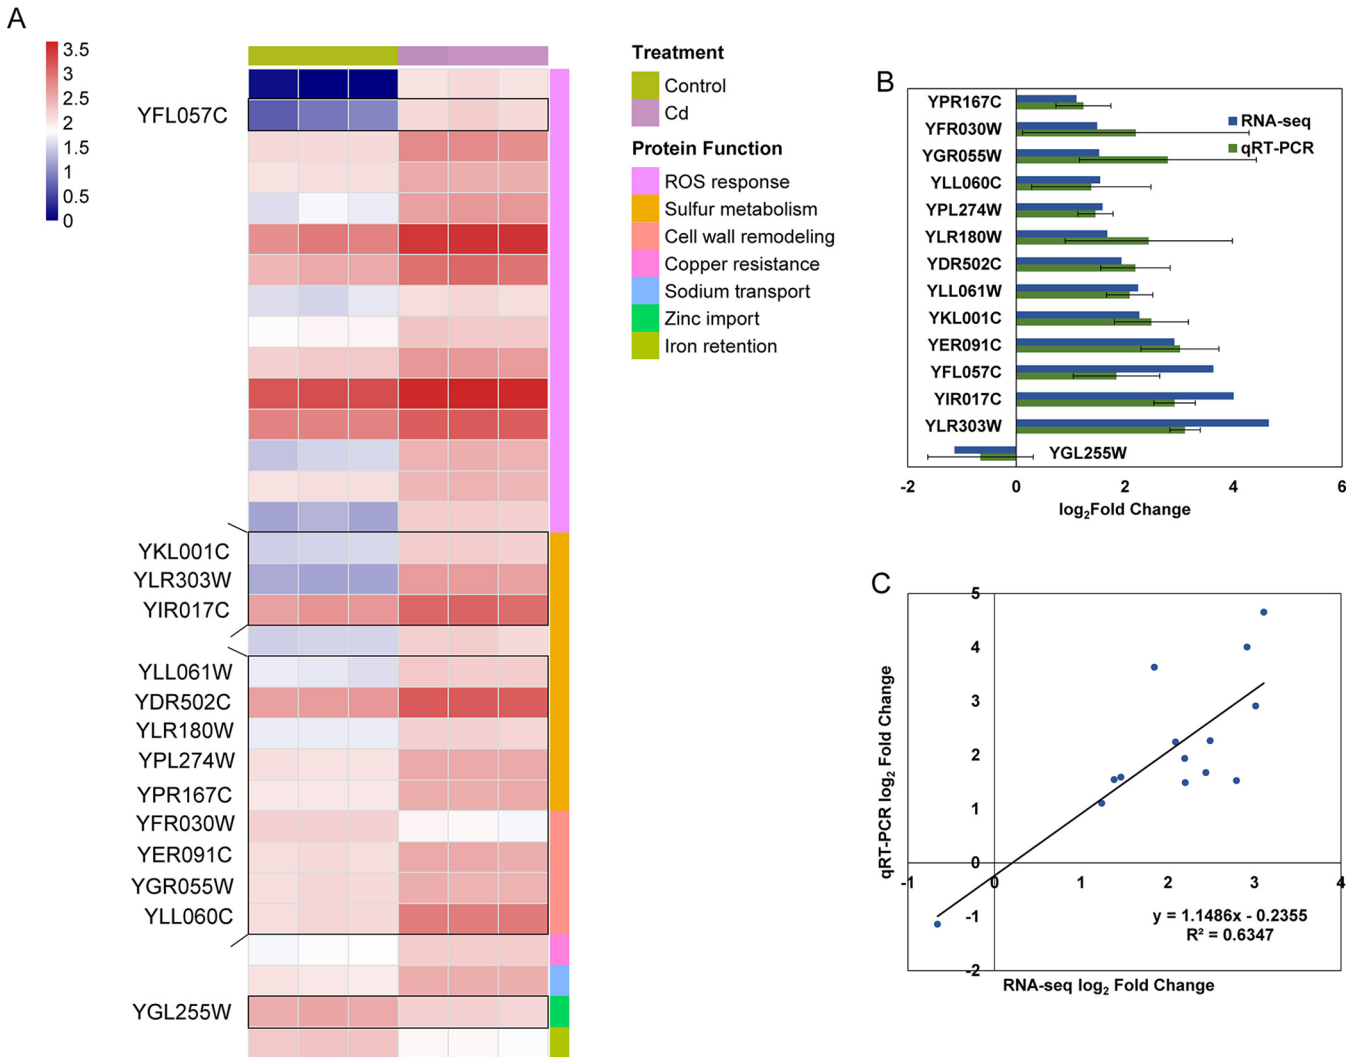 A
3.5
3
2.5
2
1.5
1
0.5
0
YFL057C
YKL001C
YLR303W
YIR017C
YLL061W
YDR502C
YLR180W
YPL274W
YPR167C
YFR030W
YER091C
YGR055W
YLL060C
YGL255W
Treatment
Control
Cd
Protein Function
ROS response
Sulfur metabolism
Cell wall remodeling
Copper resistance
Sodium transport
Zinc import
Iron retention
B
YPR167C
YFR030W
YGR055W
YLL060C
YPL274W
YLR180W
YDR502C
YLL061W
YKL001C
YER091C
YFL057C
YIR017C
YLR303W
YGL255W
RNA-seq
qRT-PCR
-2 0 2 4 6
log₂Fold Change
C
5
4
3
2
1
0
-1
-2
-1 0 1 2 3 4
qRT-PCR log₂ Fold Change
y = 1.1486x - 0.2355
R² = 0.6347
RNA-seq log₂ Fold Change